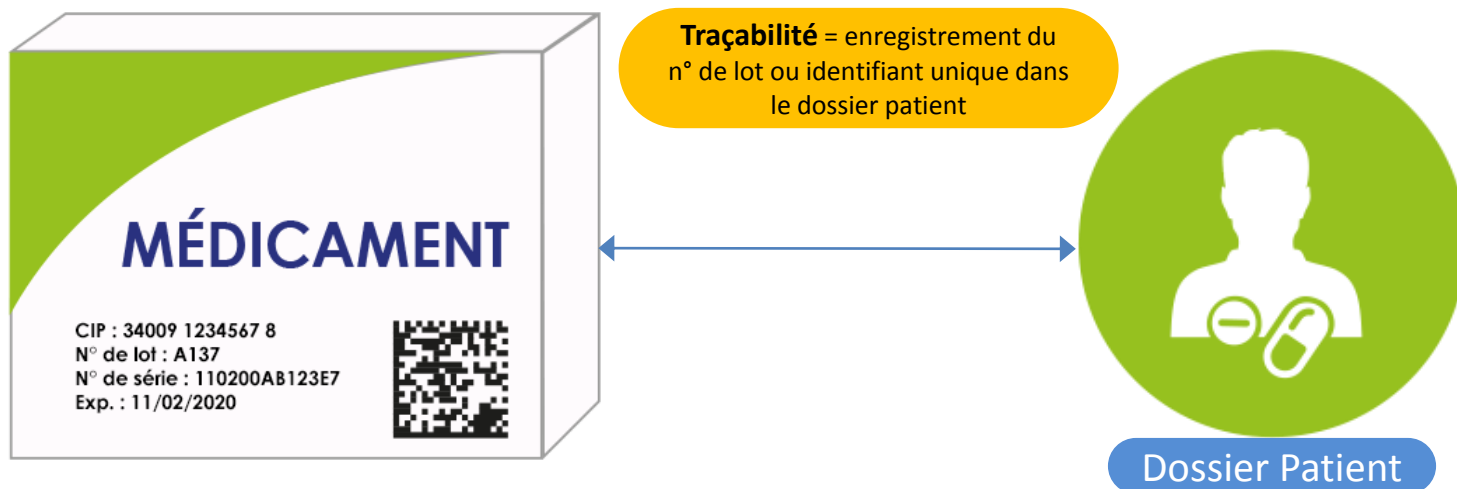 Traçabilité = enregistrement du
n° de lot ou identifiant unique dans
le dossier patient
MÉDICAMENT
CIP : 34009 1234567 8
N° de lot : A137
N° de série : 110200AB123E7
Exp. : 11/02/2020
Dossier Patient